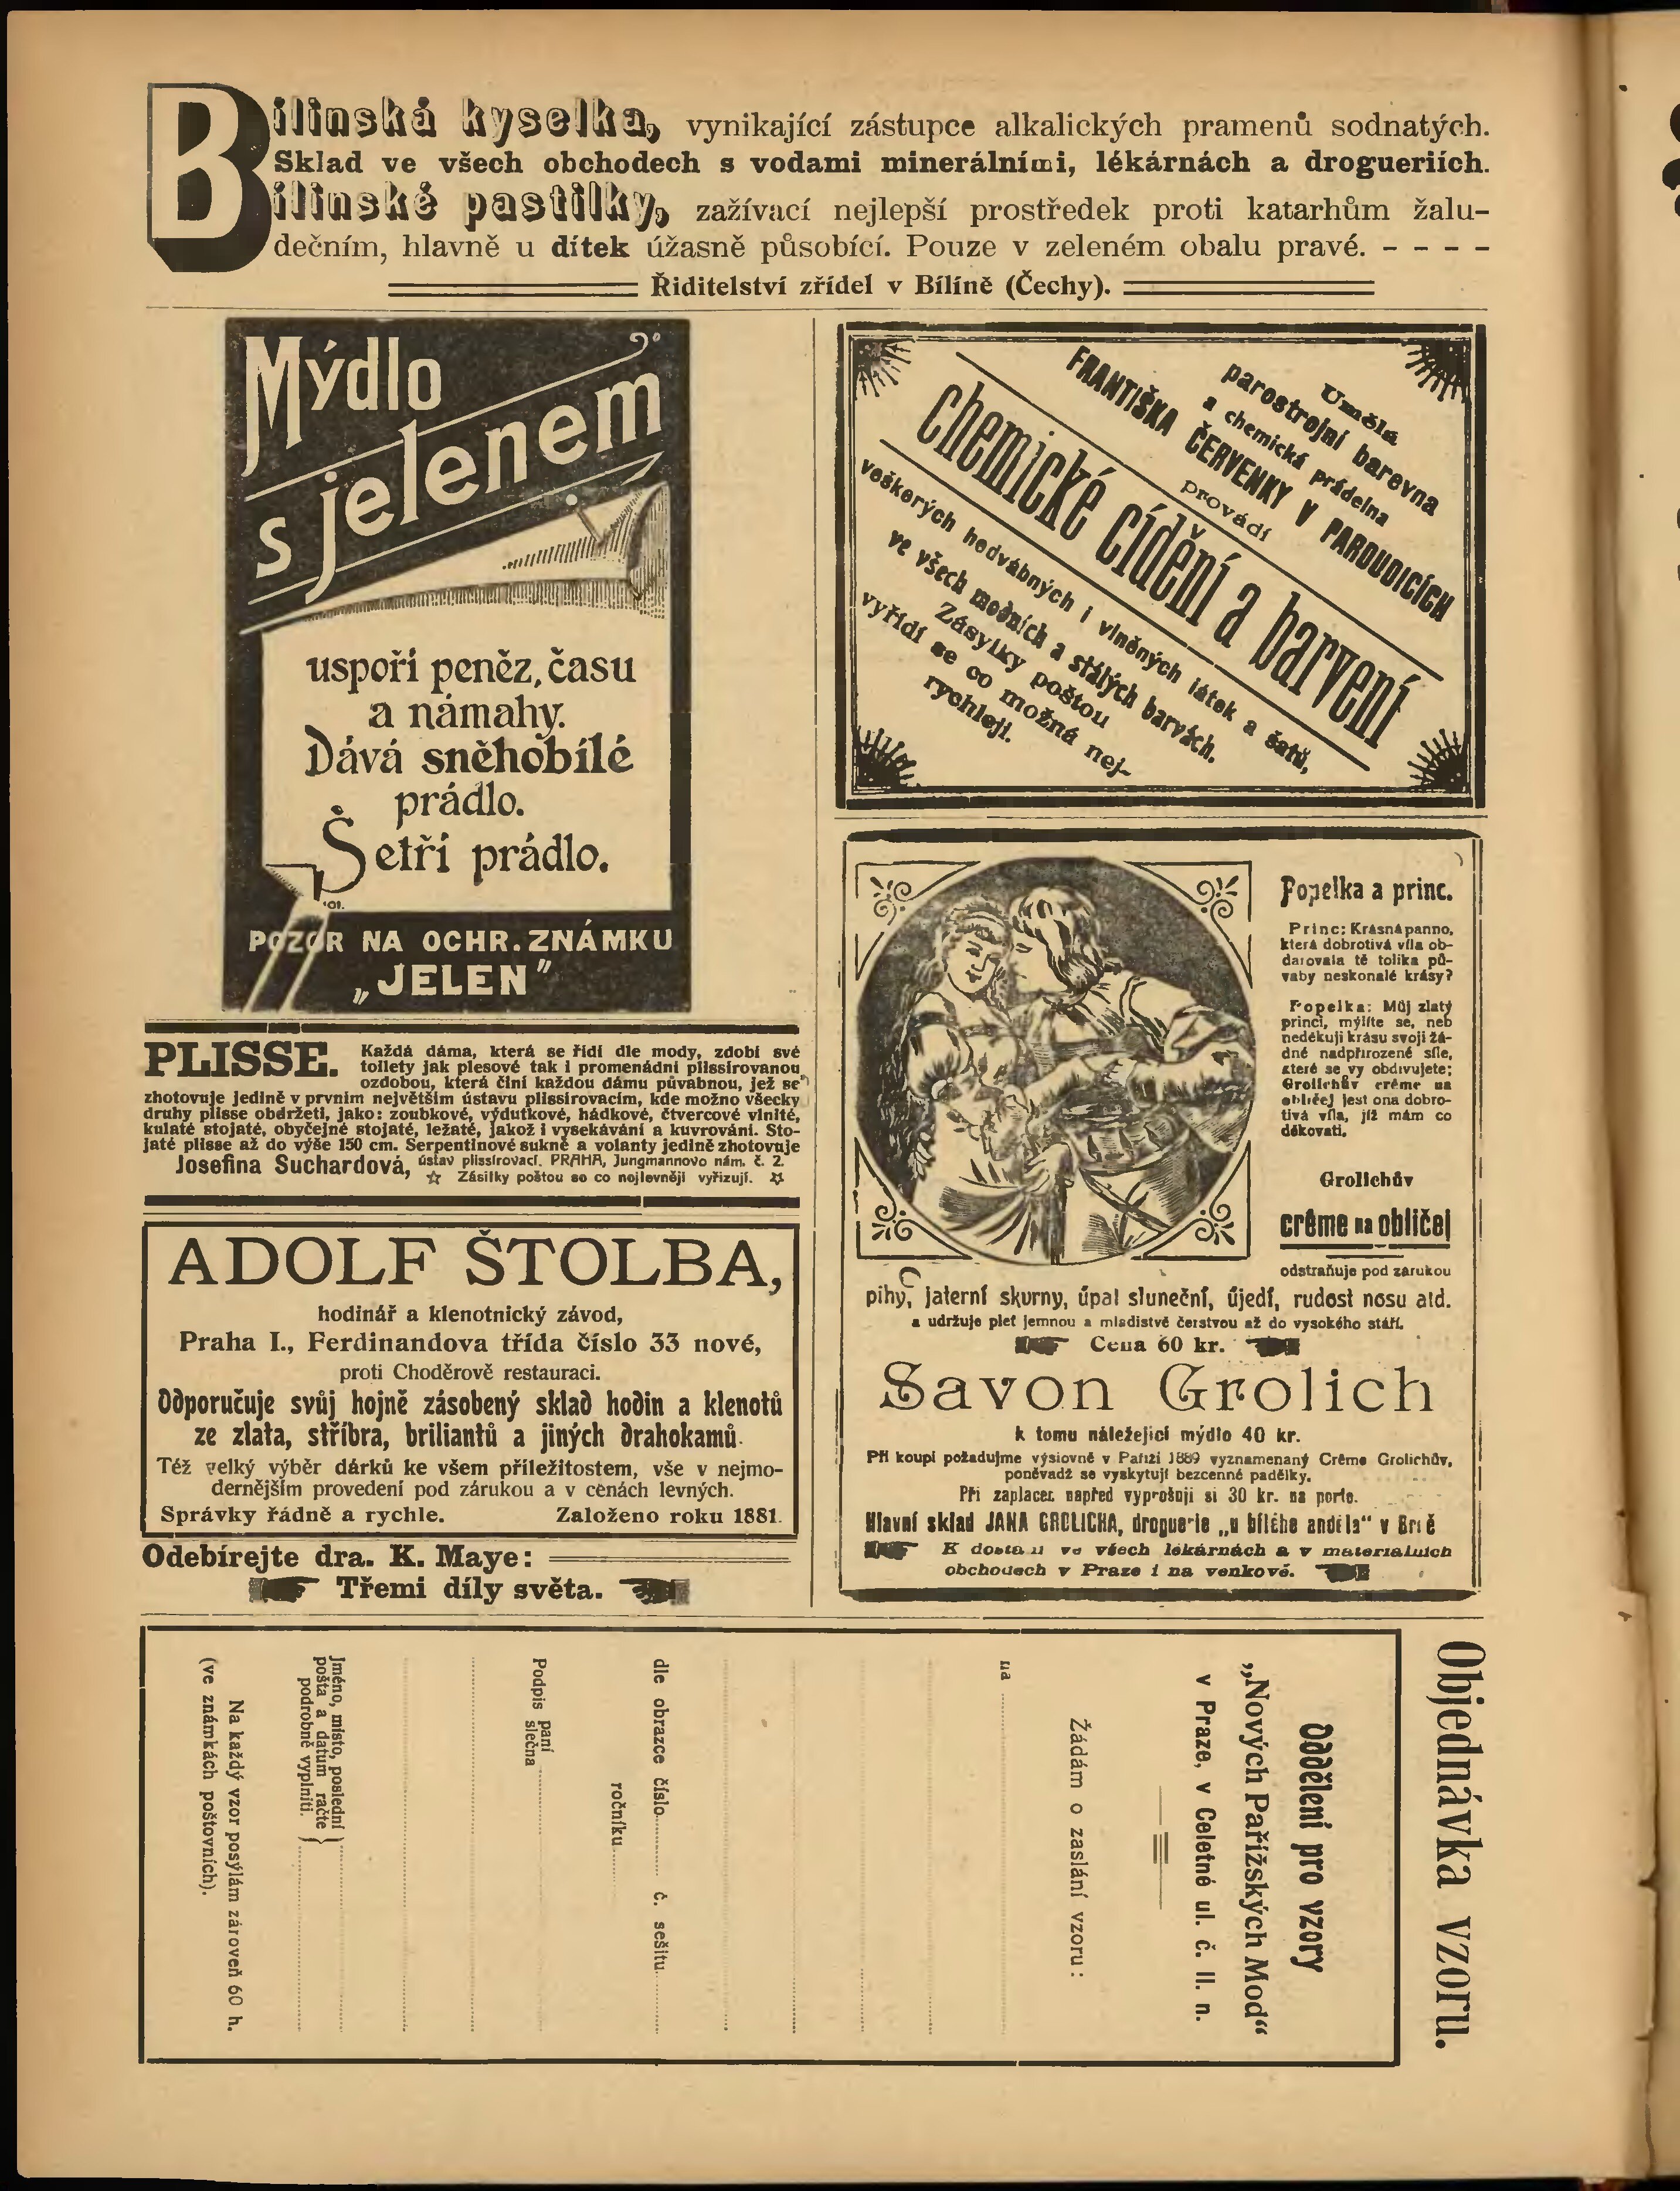 Bílinská kyselka, vynikající zástupce alkalických pramenů sodnatých.
Sklad ve všech obchodech s vodami minerálními, lékárnách a drogueriích.
Bílinské pastilky, zažívací nejlepší prostředek proti katarhům žalu-
dečním, hlavně u dítek úžasně působící. Pouze v zeleném obalu pravé. - - - -
Řiditelství zřídel v Bílíně (Čechy).
Mýdlo
s jelenem
uspoří peněz, času
a námahy.
Dává sněhobílé
prádlo.
Šetří prádlo.
POZOR NA OCHR. ZNÁMKU
„JELEN"
PLISSE. Každá dáma, která se řídí dle mody, zdobí své
toilety jak plesové tak i promenádní plissírovanou
ozdobou, která činí každou dámu půvabnou, jež se
zhotovuje jedině v prvním největším ústavu plissírovacím, kde možno všecky
druhy plisse obdržeti, jako: zoubkové, výdutkové, hádkové, čtvercové vlnité,
kulaté stojaté, obyčejné stojaté, ležaté, jakož i vysekávání a kuvrování. Sto-
jaté plisse až do výše 150 cm. Serpentinové sukně a volanty jedině zhotovuje
Josefina Suchardová, ústav plissírovací. PRAHA, Jungmannovo nám. č. 2.
☆ Zásilky poštou se co nejlevněji vyřizují. ☆
ADOLF ŠTOLBA,
hodinář a klenotnický závod,
Praha I., Ferdinandova třída číslo 33 nové,
proti Choděrově restauraci.
Odporučuje svůj hojně zásobený sklad hodin a klenotů
ze zlata, stříbra, briliantů a jiných drahokamů.
Též velký výběr dárků ke všem příležitostem, vše v nejmo-
dernějším provedení pod zárukou a v cenách levných.
Správky řádně a rychle. Založeno roku 1881.
Odebírejte dra. K. Maye:
Třemi díly světa.
Umělá
parostrojní barevna
a chemická prádelna
FRANTIŠKA ČERVENKY V PARDUBICÍCH
provádí
chemické cídění a barvení
veškerých hedvábných i vlněných látek a šatů,
ve všech modních a stálých barvách.
Zásylky poštou
vyřídí se co možná nej-
rychleji.
Popelka a princ.
Princ: Krásná panno,
která dobrotivá víla ob-
darovala tě tolika pů-
vaby neskonalé krásy?
Popelka: Můj zlatý
princi, mýlíte se, neb
neděkuji krásu svoji žá-
dné nadpřirozené síle,
které se vy obdivujete;
Grolichův crême na
obličej jest ona dobro-
tivá víla, jíž mám co
děkovati.
Grolichův
crême na obličej
odstraňuje pod zárukou
pihy, jaterní skvrny, úpal sluneční, újedí, rudost nosu atd.
a udržuje pleť jemnou a mladistvě čerstvou až do vysokého stáří.
Cena 60 kr.
Savon Grolich
k tomu náležející mýdlo 40 kr.
Při koupi požadujme výslovně v Paříži 1889 vyznamenaný Crême Grolichův,
poněvadž se vyskytují bezcenné padělky.
Při zaplacer. napřed vyprošuji si 30 kr. na porto.
Hlavní sklad JANA GROLICHA, droguerie „u bílého anděla" v Brně
K dostání ve všech lékárnách a v materialních
obchodech v Praze i na venkově.
Objednávka vzoru.
Oddělení pro vzory
„Nových Pařížských Mod“
v Praze, v Celetné ul. č. 11. n.
Žádám o zaslání vzoru:
na
dle obrazce číslo č. sešitu
ročníku
Podpis paní
slečna
Jméno, místo, poslední
pošta a datum račte
podrobně vyplniti.
Na každý vzor posýlám zároveň 60 h.
(ve známkách poštovních).